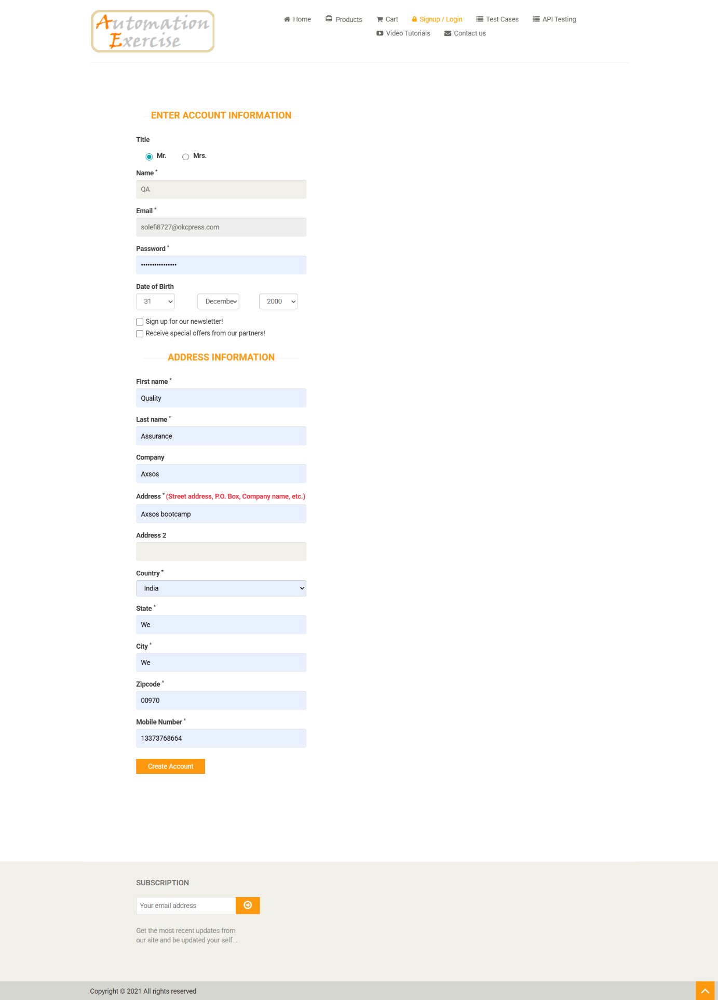 Automation
Exercise
Home Products Cart Signup / Login Test Cases API Testing
Video Tutorials Contact us
ENTER ACCOUNT INFORMATION
Title
Mr. Mrs.
Name *
QA
Email *
solefi8727@okcpress.com
Password *
••••••••••••••••
Date of Birth
31 Decembe 2000
Sign up for our newsletter!
Receive special offers from our partners!
ADDRESS INFORMATION
First name *
Quality
Last name *
Assurance
Company
Axsos
Address * (Street address, P.O. Box, Company name, etc.)
Axsos bootcamp
Address 2
Country *
India
State *
We
City *
We
Zipcode *
00970
Mobile Number *
13373768664
Create Account
SUBSCRIPTION
Your email address
Get the most recent updates from
our site and be updated your self...
Copyright © 2021 All rights reserved